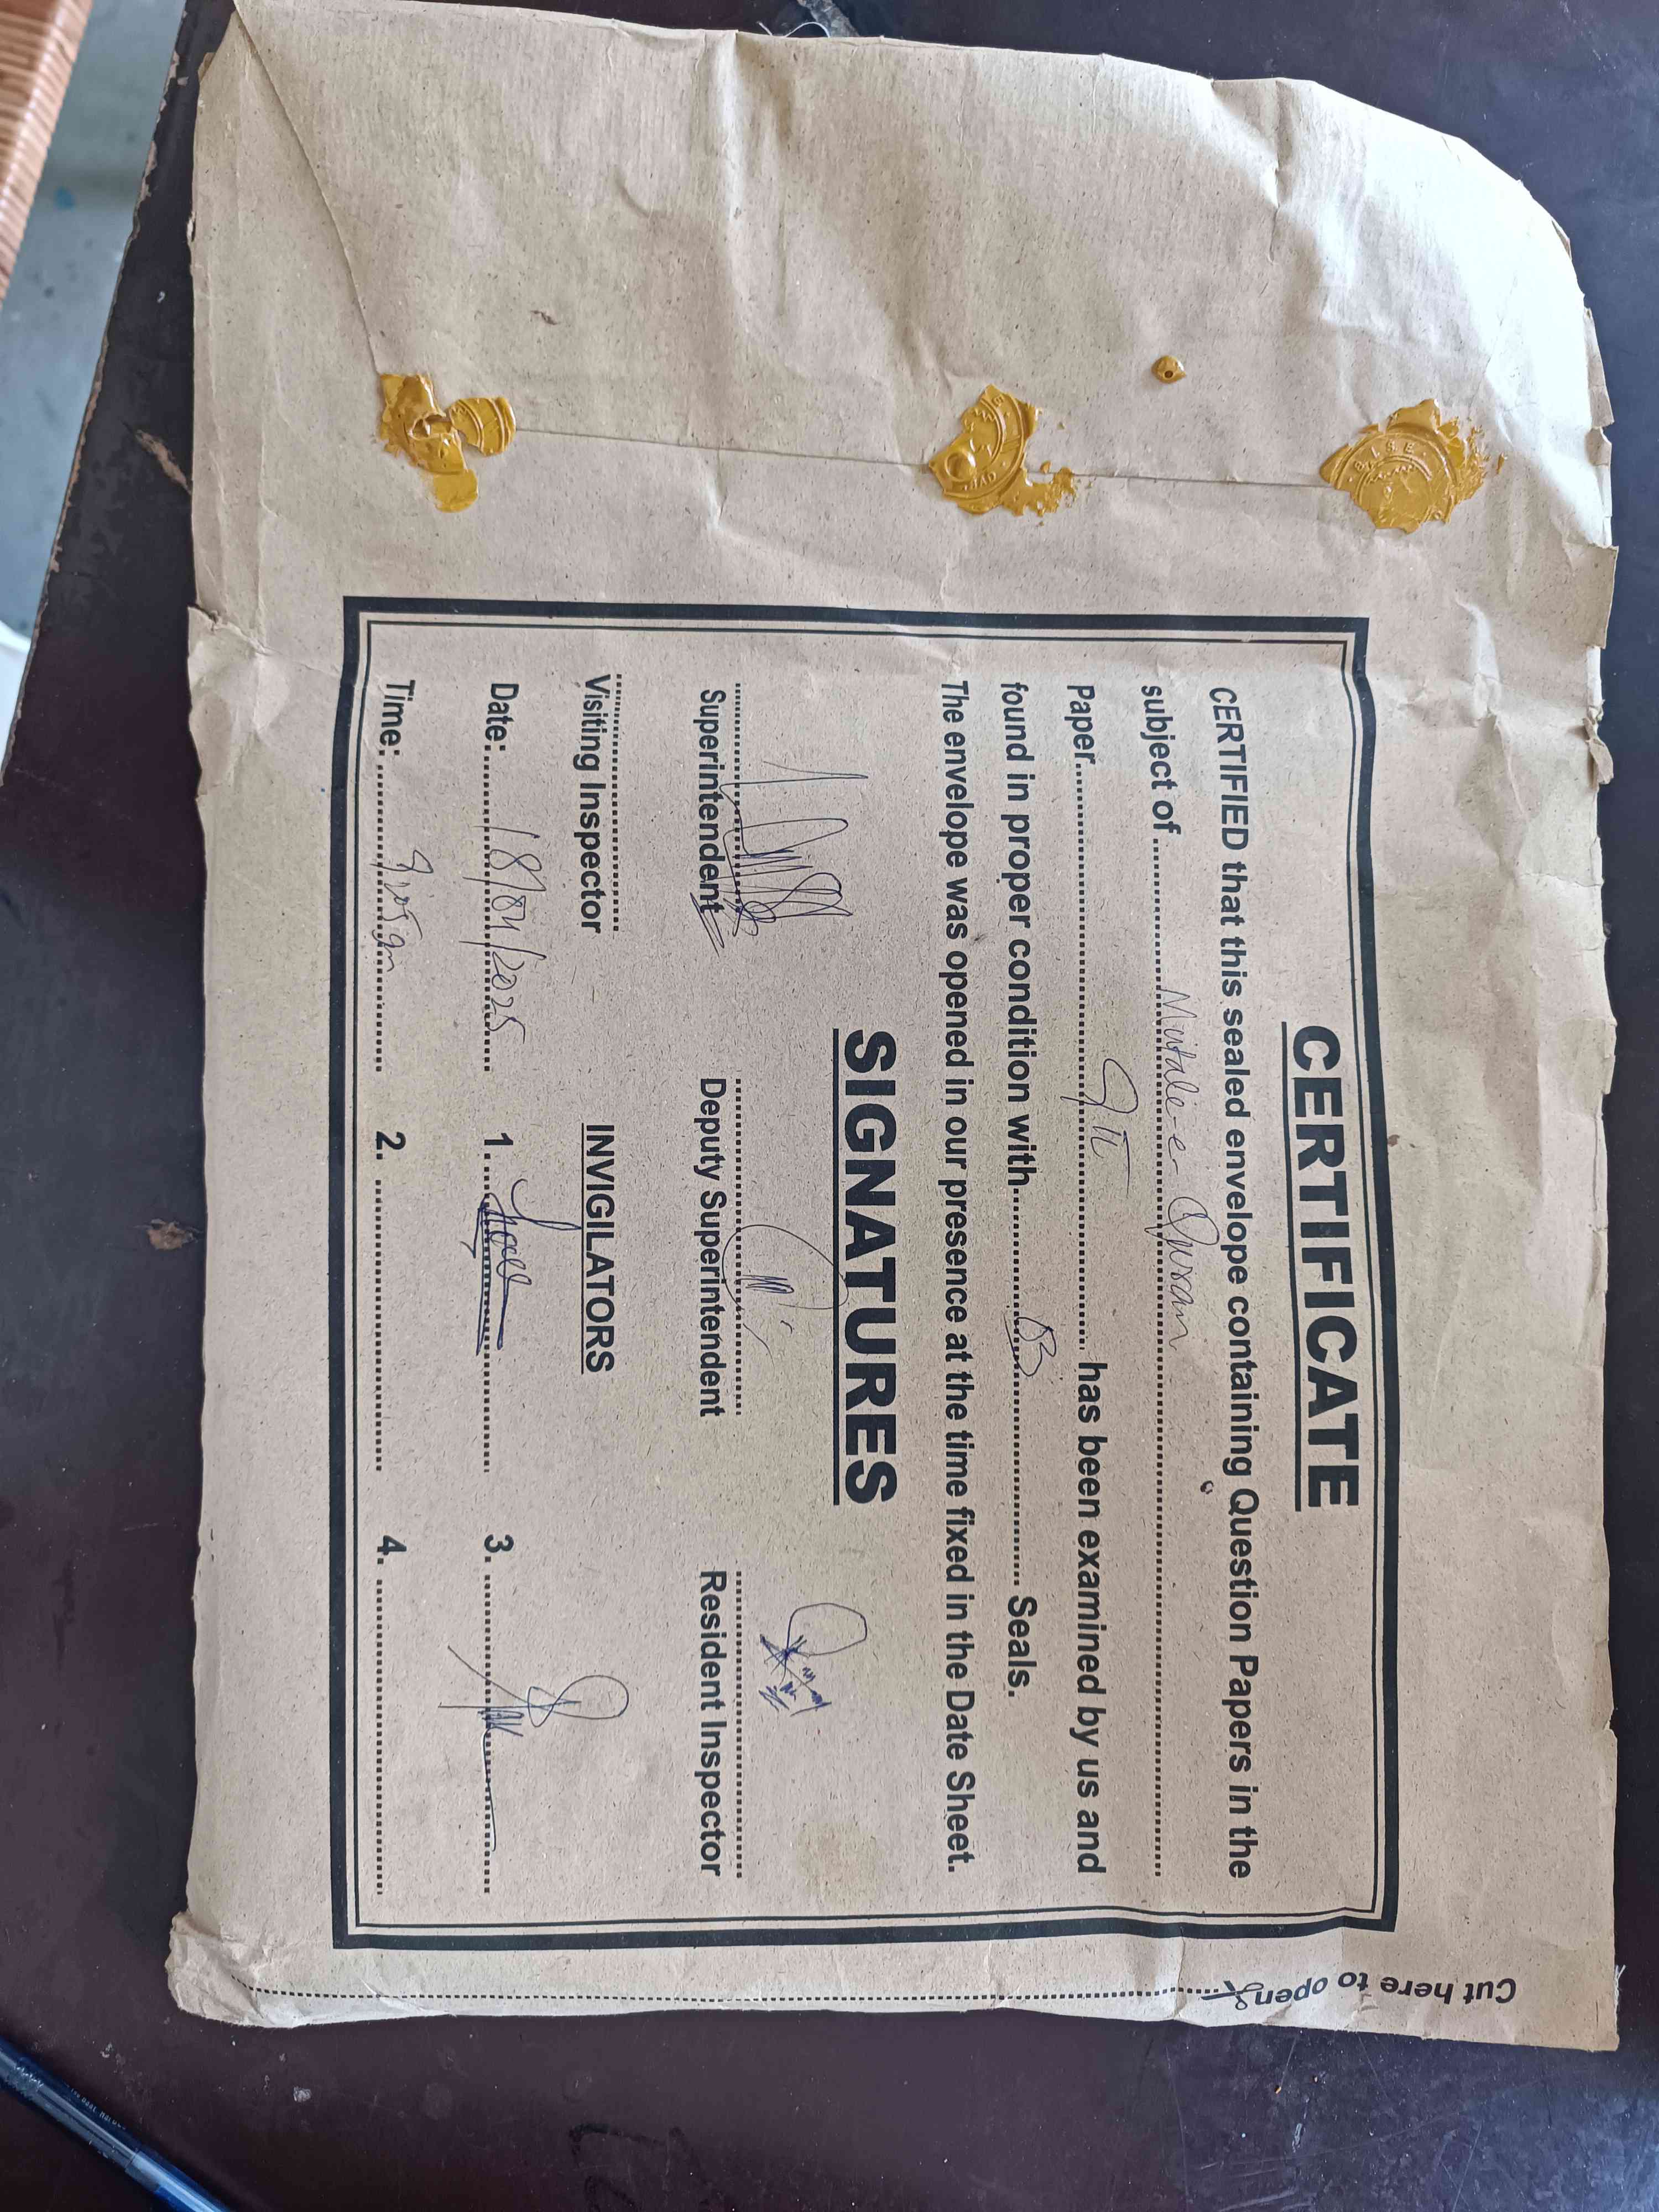 CERTIFICATE
CERTIFIED that this sealed envelope containing Question Papers in the
subject of ........ Mutale-e-Quran ........
Paper........ has been examined by us and
found in proper condition with........ 03 ........ Seals.
The envelope was opened in our presence at the time fixed in the Date Sheet.
SIGNATURES
Superintendent Deputy Superintendent Resident Inspector
Visiting Inspector INVIGILATORS
Date: 18/04/2025 1. 3.
Time: 2. 4.
Cut here to open
B.I.S.E.